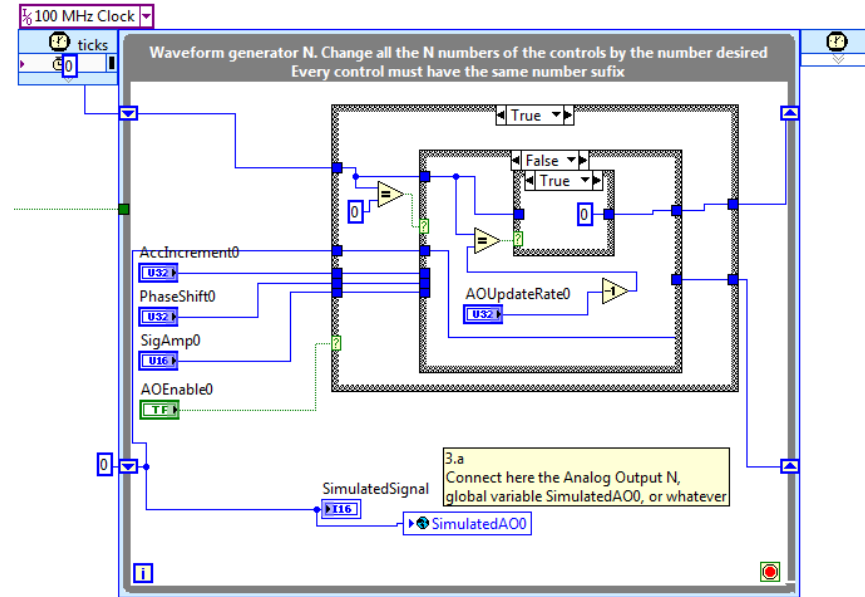 100 MHz Clock
ticks
0
Waveform generator N. Change all the N numbers of the controls by the number desired
Every control must have the same number sufix
True
False
True
=
0
?
0
=
?
AccIncrement0
U32
PhaseShift0
U32
AOUpdateRate0
U32
-1
SigAmp0
U16
?
AOEnable0
TF
0
3.a
Connect here the Analog Output N,
global variable SimulatedAO0, or whatever
SimulatedSignal
I16
SimulatedAO0
i